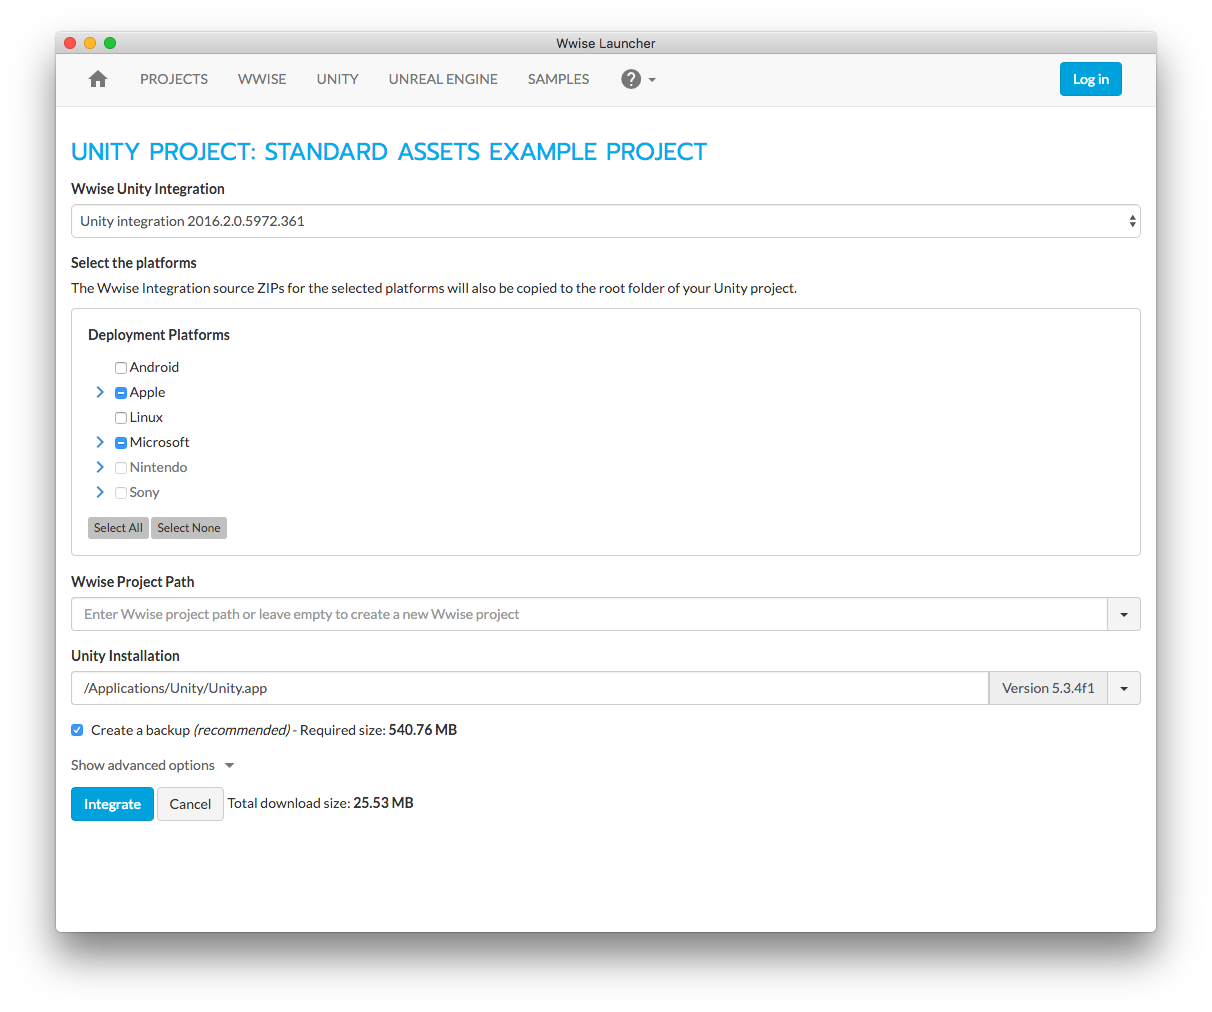 Wwise Launcher
PROJECTS WWISE UNITY UNREAL ENGINE SAMPLES ? Log in
UNITY PROJECT: STANDARD ASSETS EXAMPLE PROJECT
Wwise Unity Integration
Unity integration 2016.2.0.5972.361
Select the platforms
The Wwise Integration source ZIPs for the selected platforms will also be copied to the root folder of your Unity project.
Deployment Platforms
Android
Apple
Linux
Microsoft
Nintendo
Sony
Select All Select None
Wwise Project Path
Enter Wwise project path or leave empty to create a new Wwise project
Unity Installation
/Applications/Unity/Unity.app Version 5.3.4f1
Create a backup (recommended) - Required size: 540.76 MB
Show advanced options
Integrate Cancel Total download size: 25.53 MB